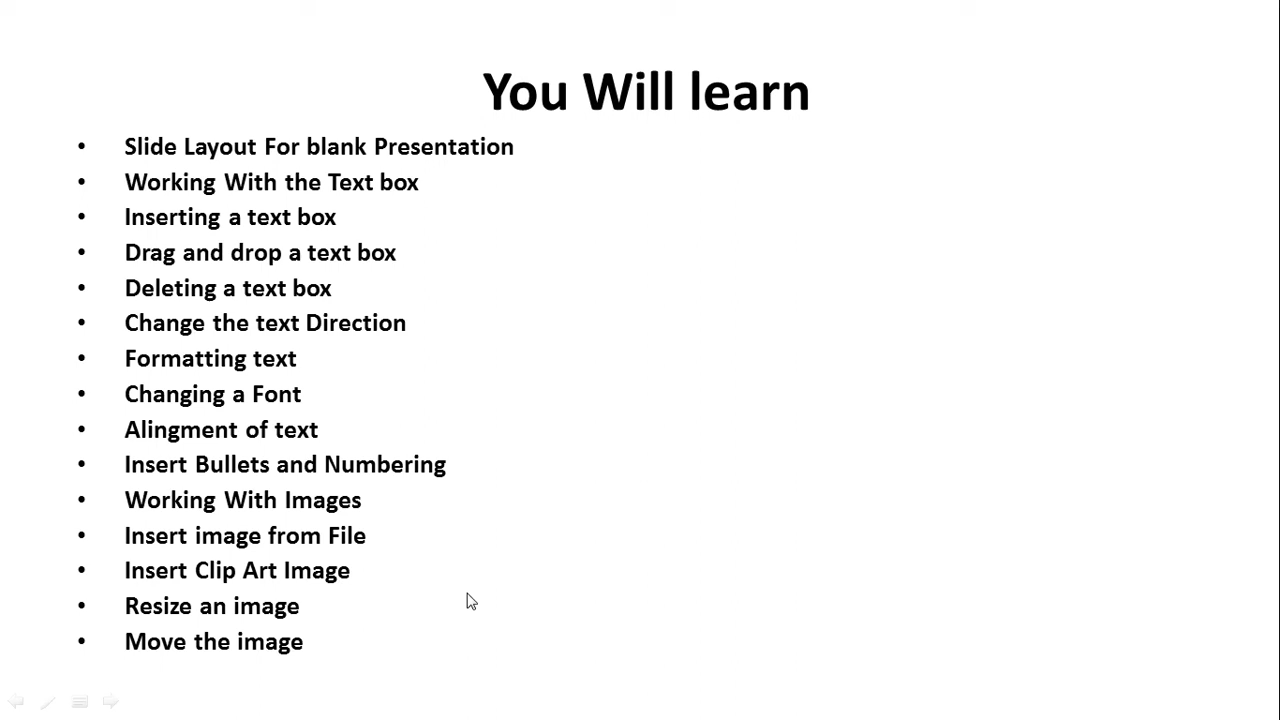 You Will learn
• Slide Layout For blank Presentation
• Working With the Text box
• Inserting a text box
• Drag and drop a text box
• Deleting a text box
• Change the text Direction
• Formatting text
• Changing a Font
• Alingment of text
• Insert Bullets and Numbering
• Working With Images
• Insert image from File
• Insert Clip Art Image
• Resize an image
• Move the image